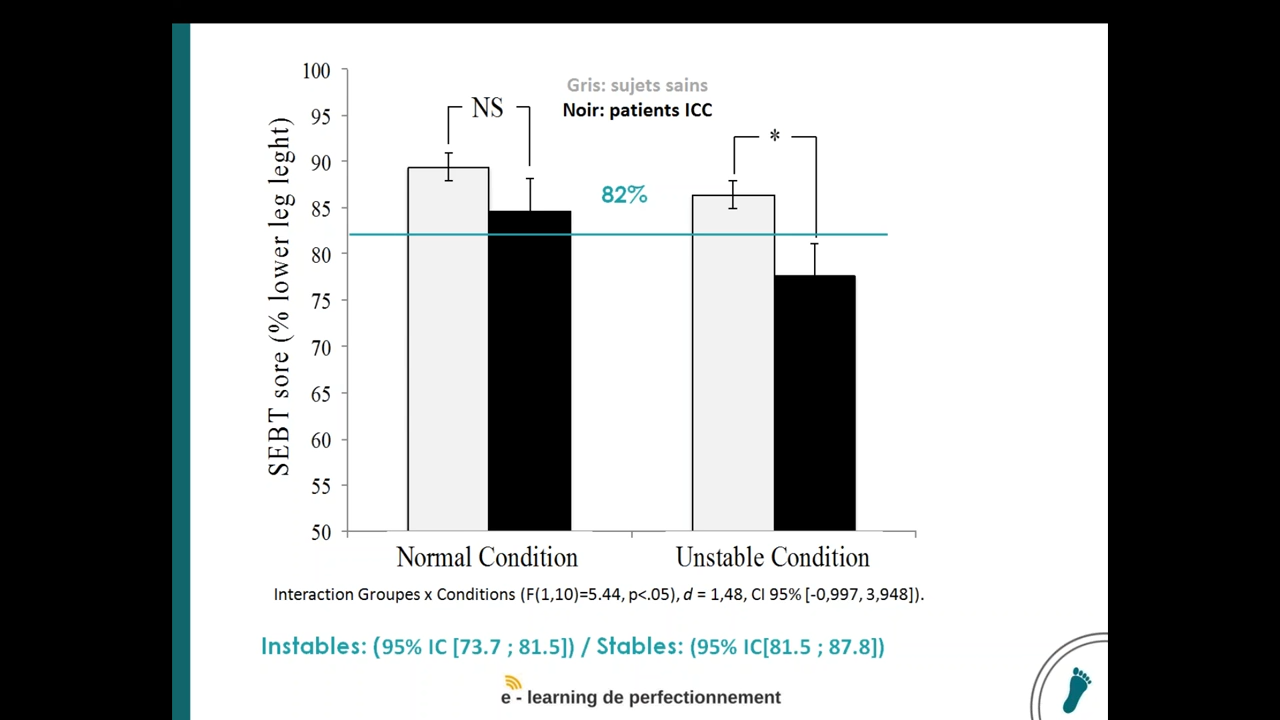 Gris: sujets sains
Noir: patients ICC
NS
*
82%
SEBT sore (% lower leg leght)
100
95
90
85
80
75
70
65
60
55
50
Normal Condition
Unstable Condition
Interaction Groupes x Conditions (F(1,10)=5.44, p<.05), d = 1,48, CI 95% [-0,997, 3,948]).
Instables: (95% IC [73.7 ; 81.5]) / Stables: (95% IC[81.5 ; 87.8])
e - learning de perfectionnement